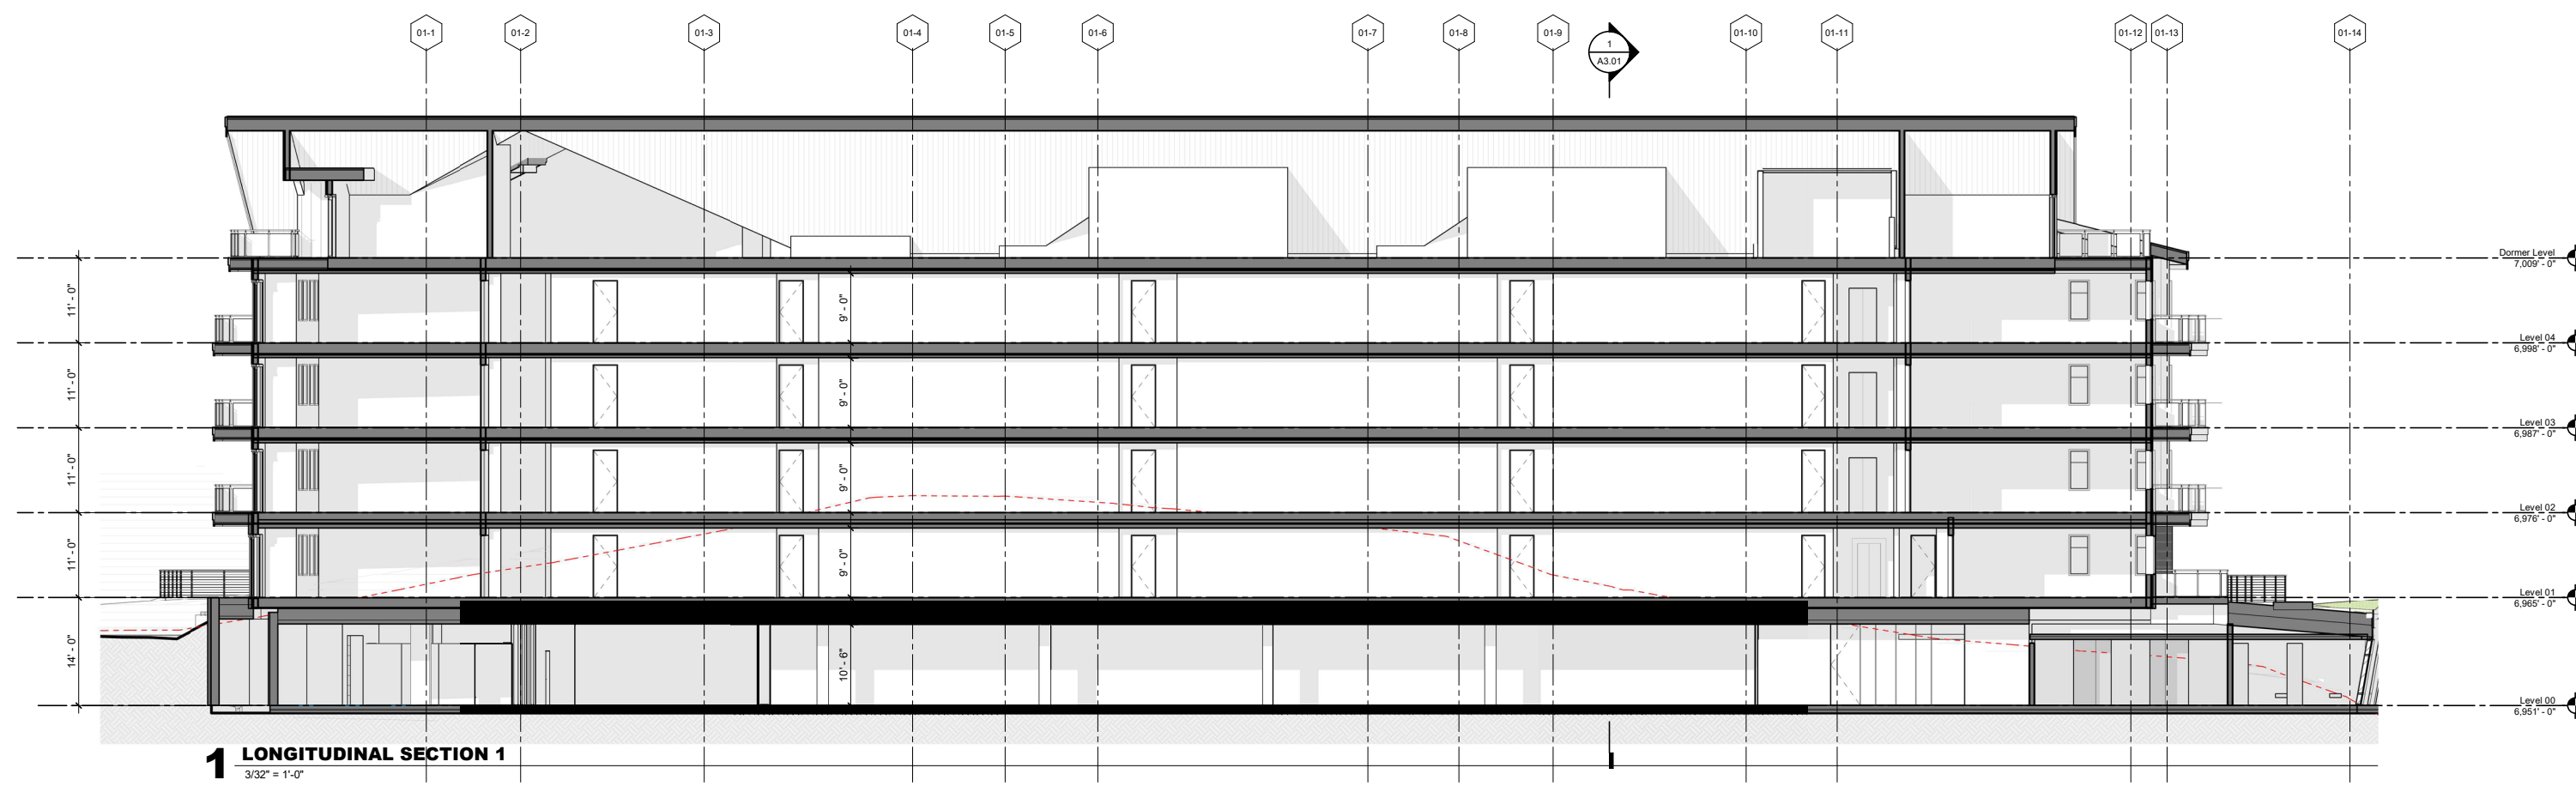 01-1
01-2
01-3
01-4
01-5
01-6
01-7
01-8
01-9
1
A3.01
01-10
01-11
01-12
01-13
01-14
Dormer Level
7,009' - 0"
11' - 0"
9' - 0"
Level 04
6,998' - 0"
11' - 0"
9' - 0"
Level 03
6,987' - 0"
11' - 0"
9' - 0"
Level 02
6,976' - 0"
11' - 0"
9' - 0"
Level 01
6,965' - 0"
14' - 0"
10' - 6"
Level 00
6,951' - 0"
1 LONGITUDINAL SECTION 1
3/32" = 1'-0"